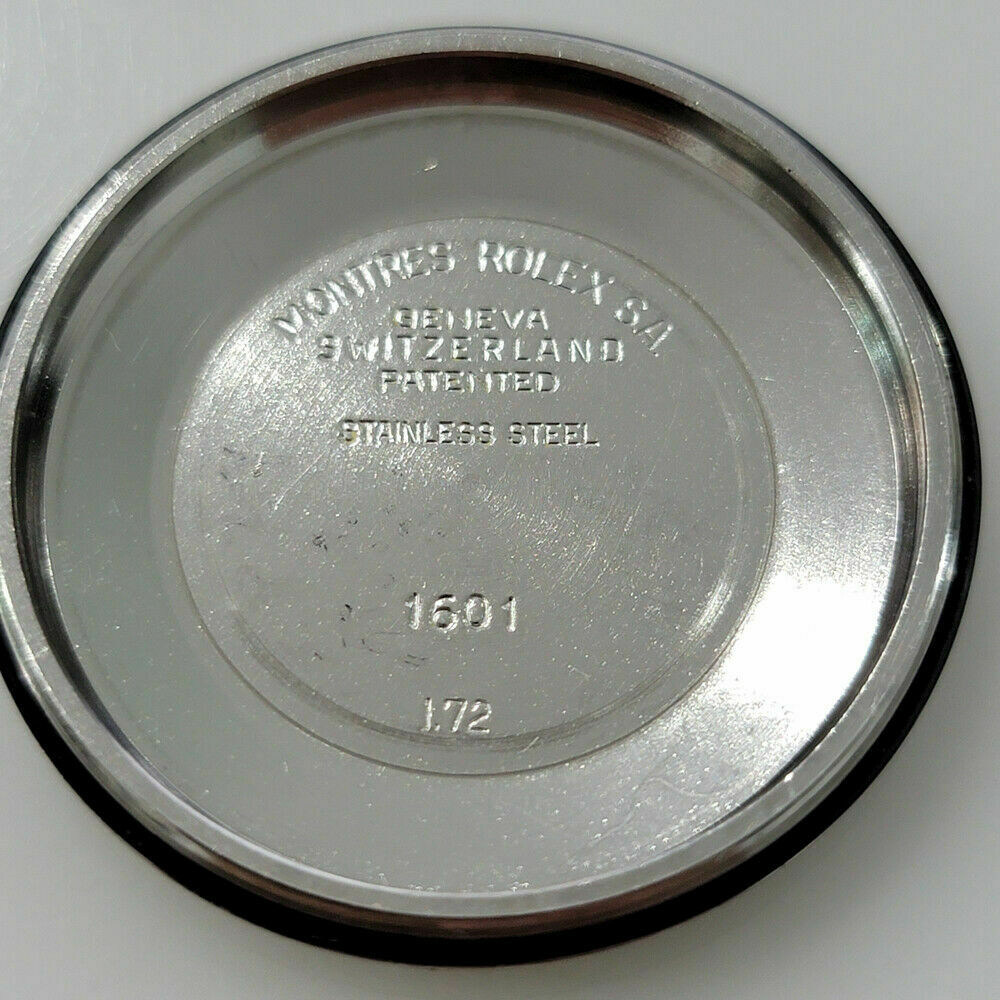 MONTRES ROLEX S.A.
GENEVA
SWITZERLAND
PATENTED
STAINLESS STEEL
1601
I.72